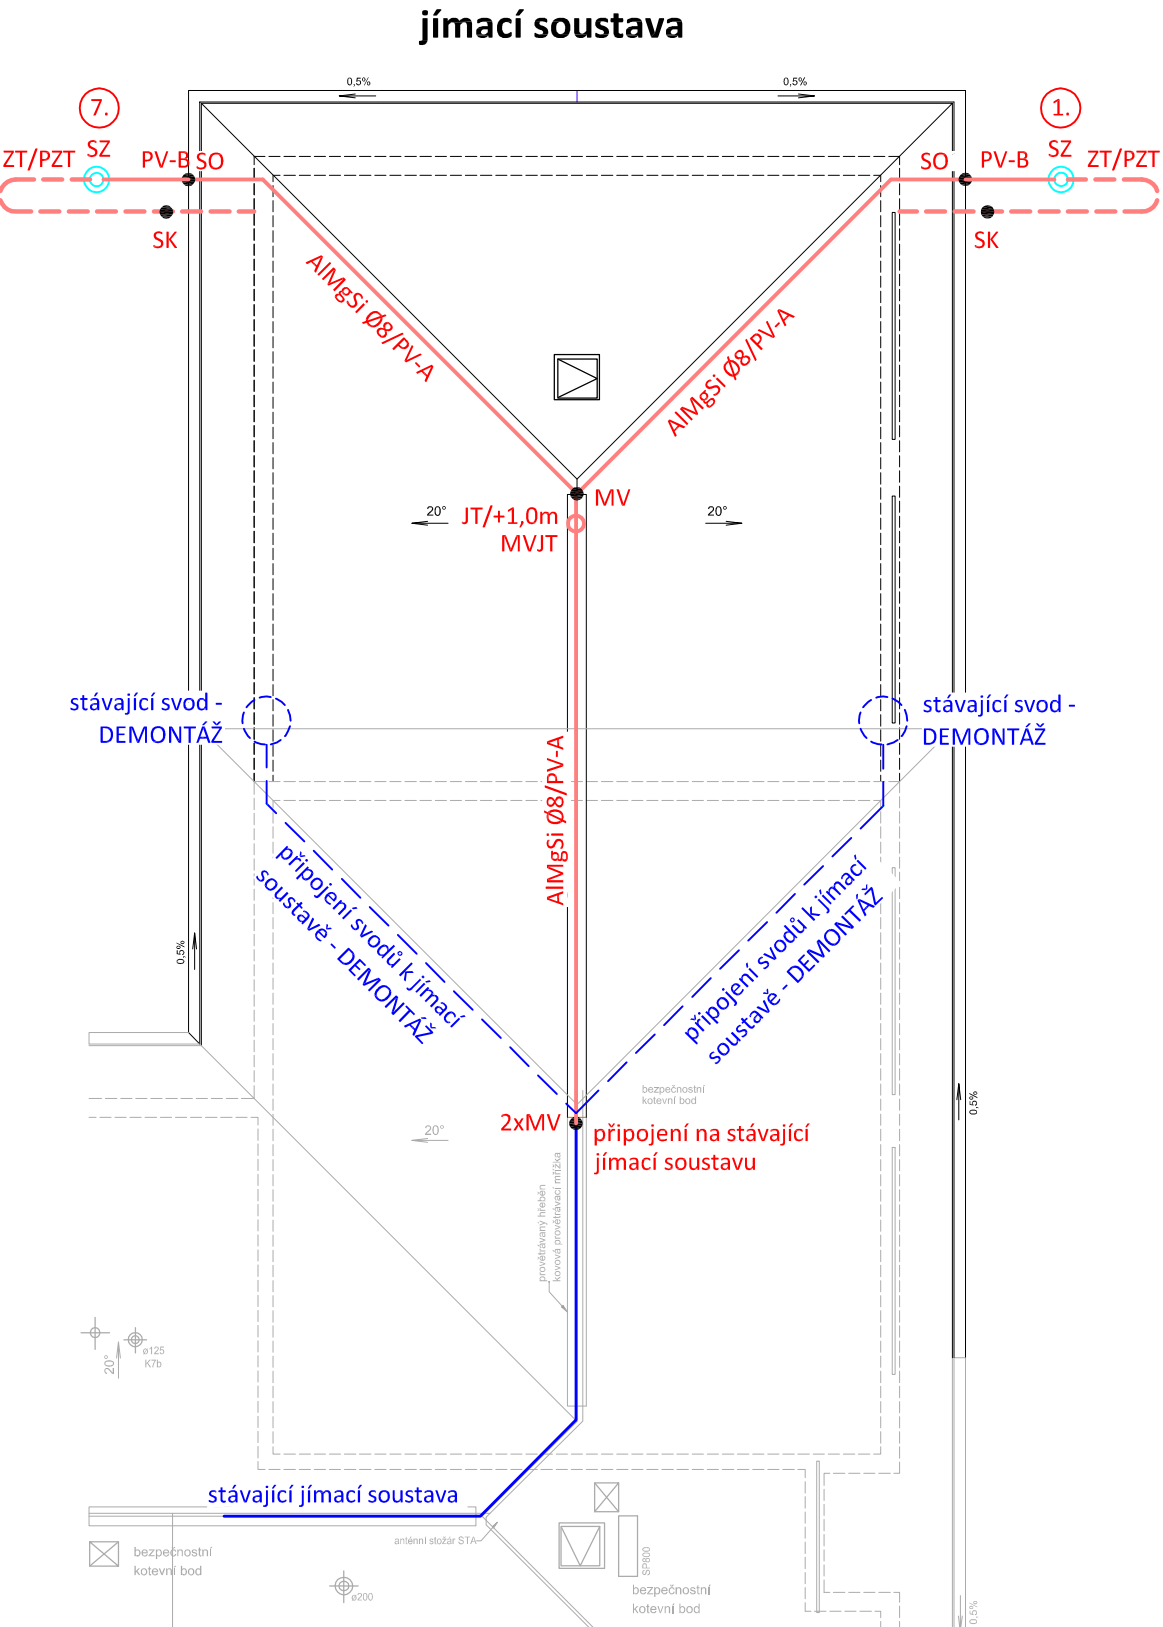 jímací soustava
0,5%
0,5%
7.
1.
SZ
SZ
ZT/PZT
PV-B
SO
SO
PV-B
ZT/PZT
SK
SK
AlMgSi Ø8/PV-A
AlMgSi Ø8/PV-A
MV
20°
JT/+1,0m
MVJT
20°
stávající svod -
DEMONTÁŽ
stávající svod -
DEMONTÁŽ
AlMgSi Ø8/PV-A
připojení svodů k jímací
soustavě - DEMONTÁŽ
připojení svodů k jímací
soustavě - DEMONTÁŽ
0,5%
0,5%
bezpečnostní
kotevní bod
2xMV
připojení na stávající
jímací soustavu
20°
provětrávaný hřebén
kovová provětrávací mřížka
20°
ø125
K7b
stávající jímací soustava
anténní stožár STA
bezpečnostní
kotevní bod
SP800
ø200
bezpečnostní
kotevní bod
0,5%